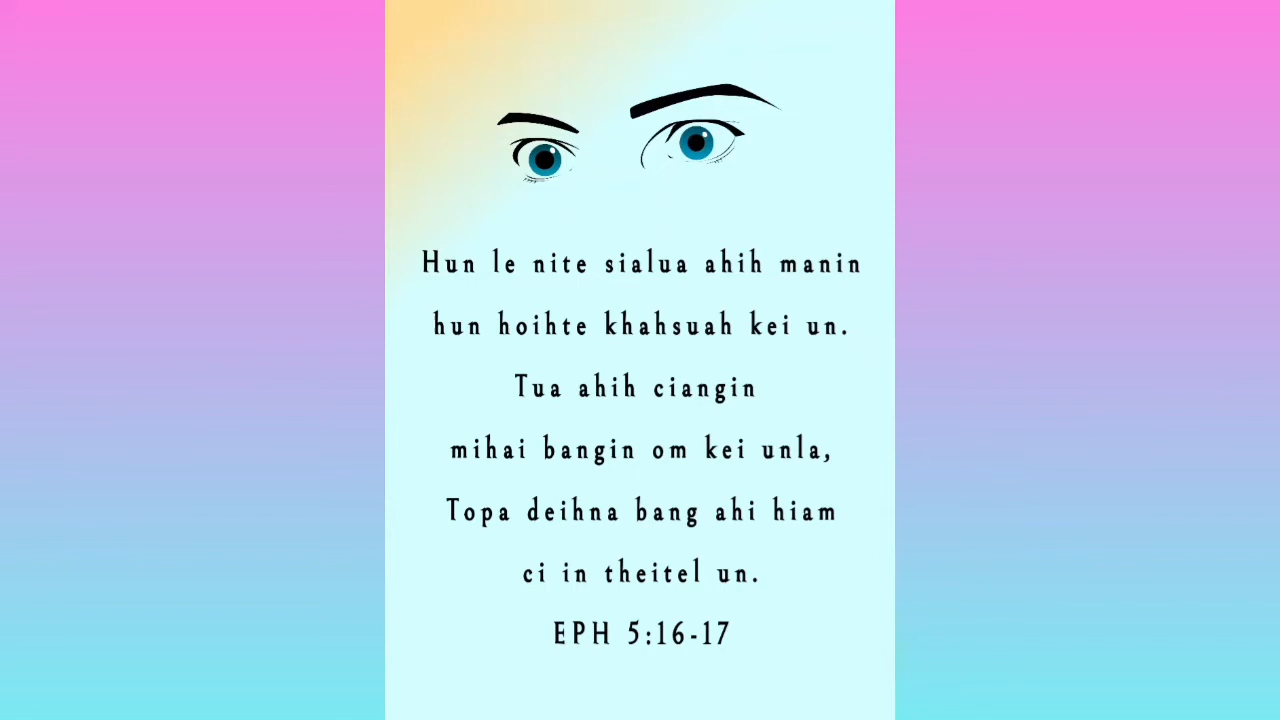 Hun le nite sialua ahih manin
hun hoihte khahsuah kei un.
Tua ahih ciangin
mihai bangin om kei unla,
Topa deihna bang ahi hiam
ci in theitel un.
EPH 5:16-17